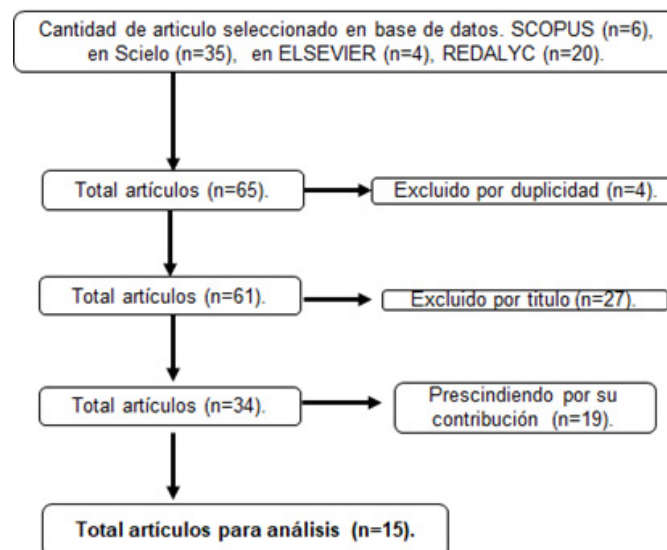 Cantidad de articulo seleccionado en base de datos. SCOPUS (n=6),
en Scielo (n=35), en ELSEVIER (n=4), REDALYC (n=20).
Total artículos (n=65).
Excluido por duplicidad (n=4).
Total artículos (n=61).
Excluido por titulo (n=27).
Total artículos (n=34).
Prescindiendo por su
contribución (n=19).
Total artículos para análisis (n=15).